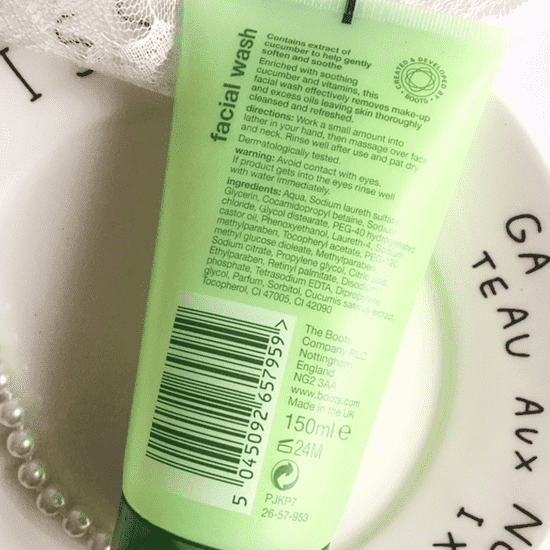 facial wash
Contains extract of
cucumber to help gently
soften and soothe
Enriched with soothing
cucumber and vitamins, this
facial wash effectively removes make-up
and excess oils leaving skin thoroughly
cleansed and refreshed.
directions: Work a small amount into
lather in your hand, then massage over face
and neck. Rinse well after use and pat dry.
Dermatologically tested.
warning: Avoid contact with eyes.
If product gets into the eyes rinse well
with water immediately.
ingredients: Aqua, Sodium laureth sulfate,
Glycerin, Cocamidopropyl betaine, Sodium
chloride, Glycol distearate, PEG-40 hydrogenated
castor oil, Phenoxyethanol, Laureth-4, Sodium
methylparaben, Tocopheryl acetate, PEG-120
methyl glucose dioleate, Methylparaben,
Sodium citrate, Propylene glycol, Citric acid,
Ethylparaben, Retinyl palmitate, Disodium
phosphate, Tetrasodium EDTA, Dipropylene
glycol, Parfum, Sorbitol, Cucumis sativus extract,
Tocopherol, CI 47005, CI 42090
CREATED & DEVELOPED BY
BOOTS
5 045092 657959 >
The Boots
Company PLC
Nottingham
England
NG2 3AA
www.boots.com
Made in the UK
150ml e
24M
PJKP7
26-57-953
GA
TEAU AUX